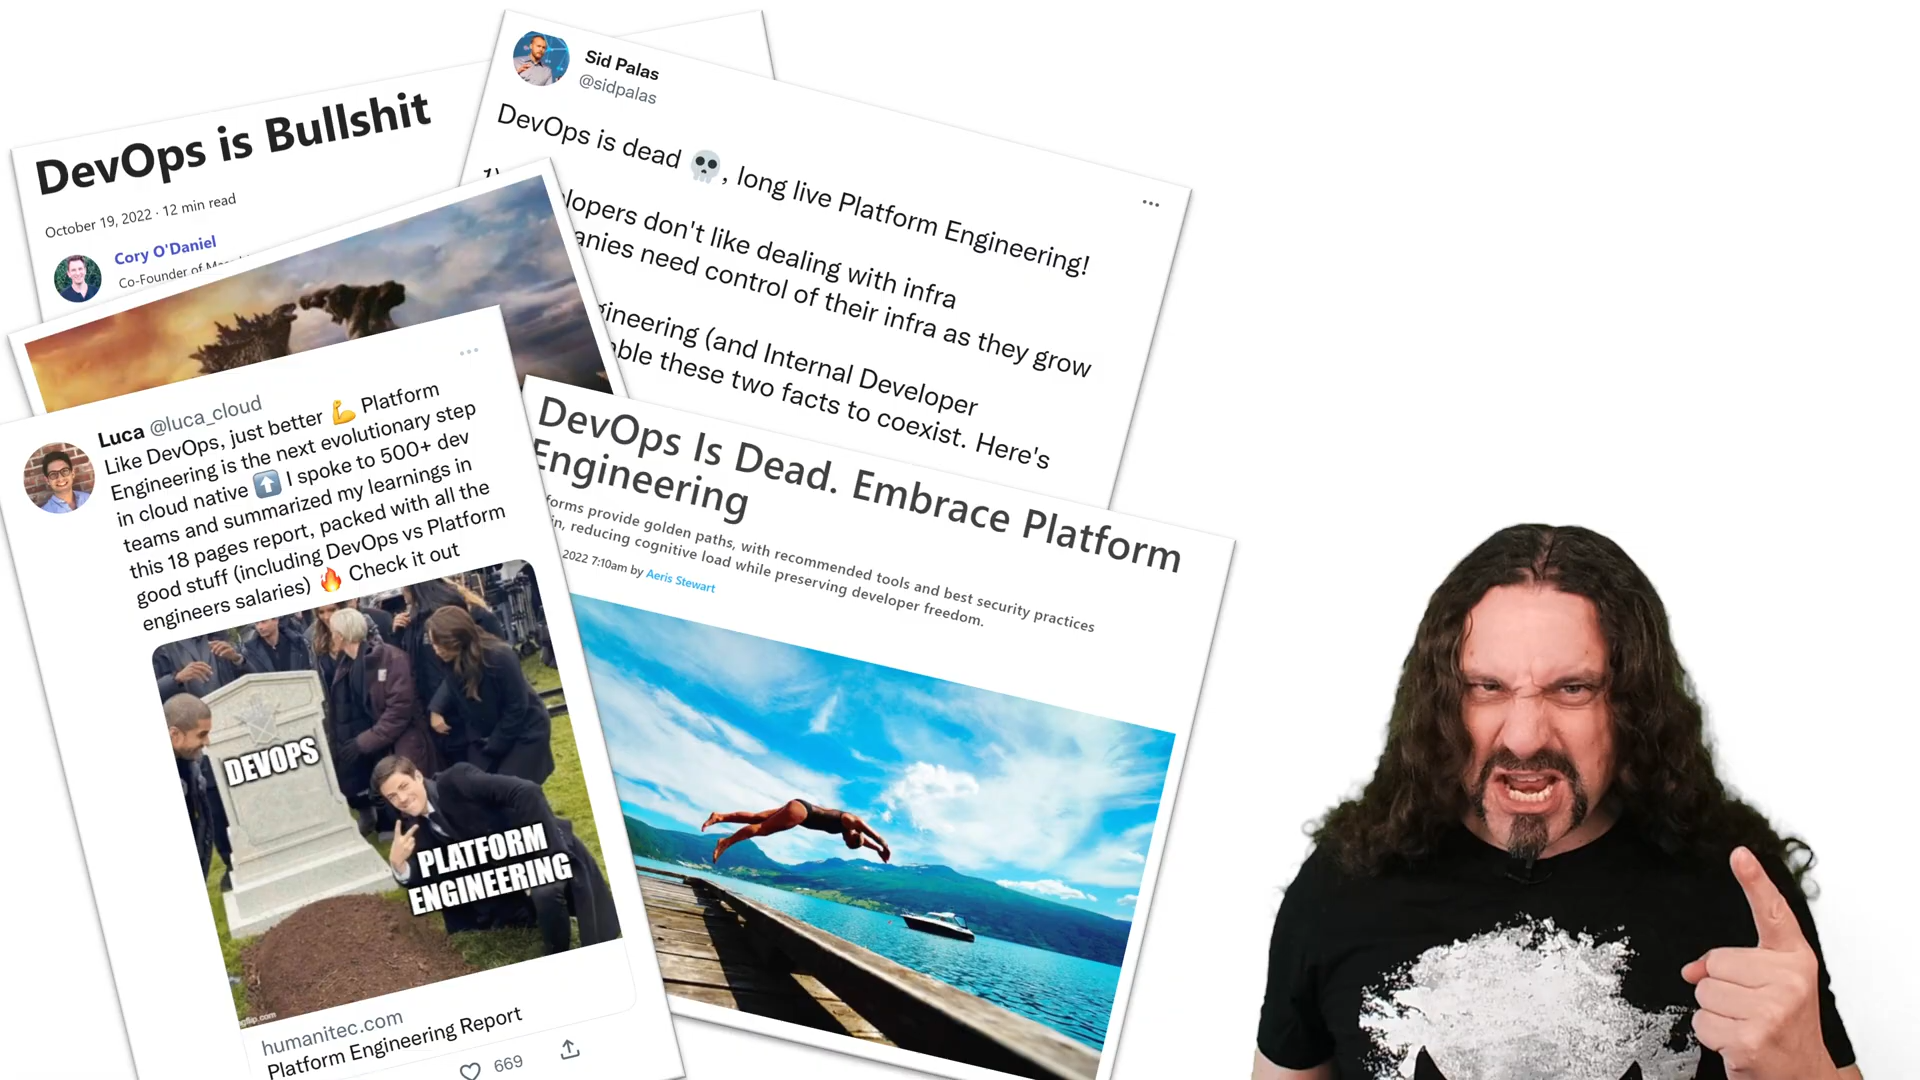 DevOps is Bullshit
October 19, 2022 · 12 min read
Cory O'Daniel
Co-Founder of
Sid Palas
@sidpalas
DevOps is dead 💀, long live Platform Engineering!
1)
don't like dealing with infra
need control of their infra as they grow
(and Internal Developer
these two facts to coexist. Here's
Luca @luca_cloud
Like DevOps, just better 💪 Platform
Engineering is the next evolutionary step
in cloud native ⬆️ I spoke to 500+ dev
teams and summarized my learnings in
this 18 pages report, packed with all the
good stuff (including DevOps vs Platform
engineers salaries) 🔥 Check it out
DEVOPS
PLATFORM
ENGINEERING
humanitec.com
Platform Engineering Report
669
DevOps Is Dead. Embrace Platform
Engineering
provide golden paths, with recommended tools and best security practices
reducing cognitive load while preserving developer freedom.
2022 7:10am by Aeris Stewart